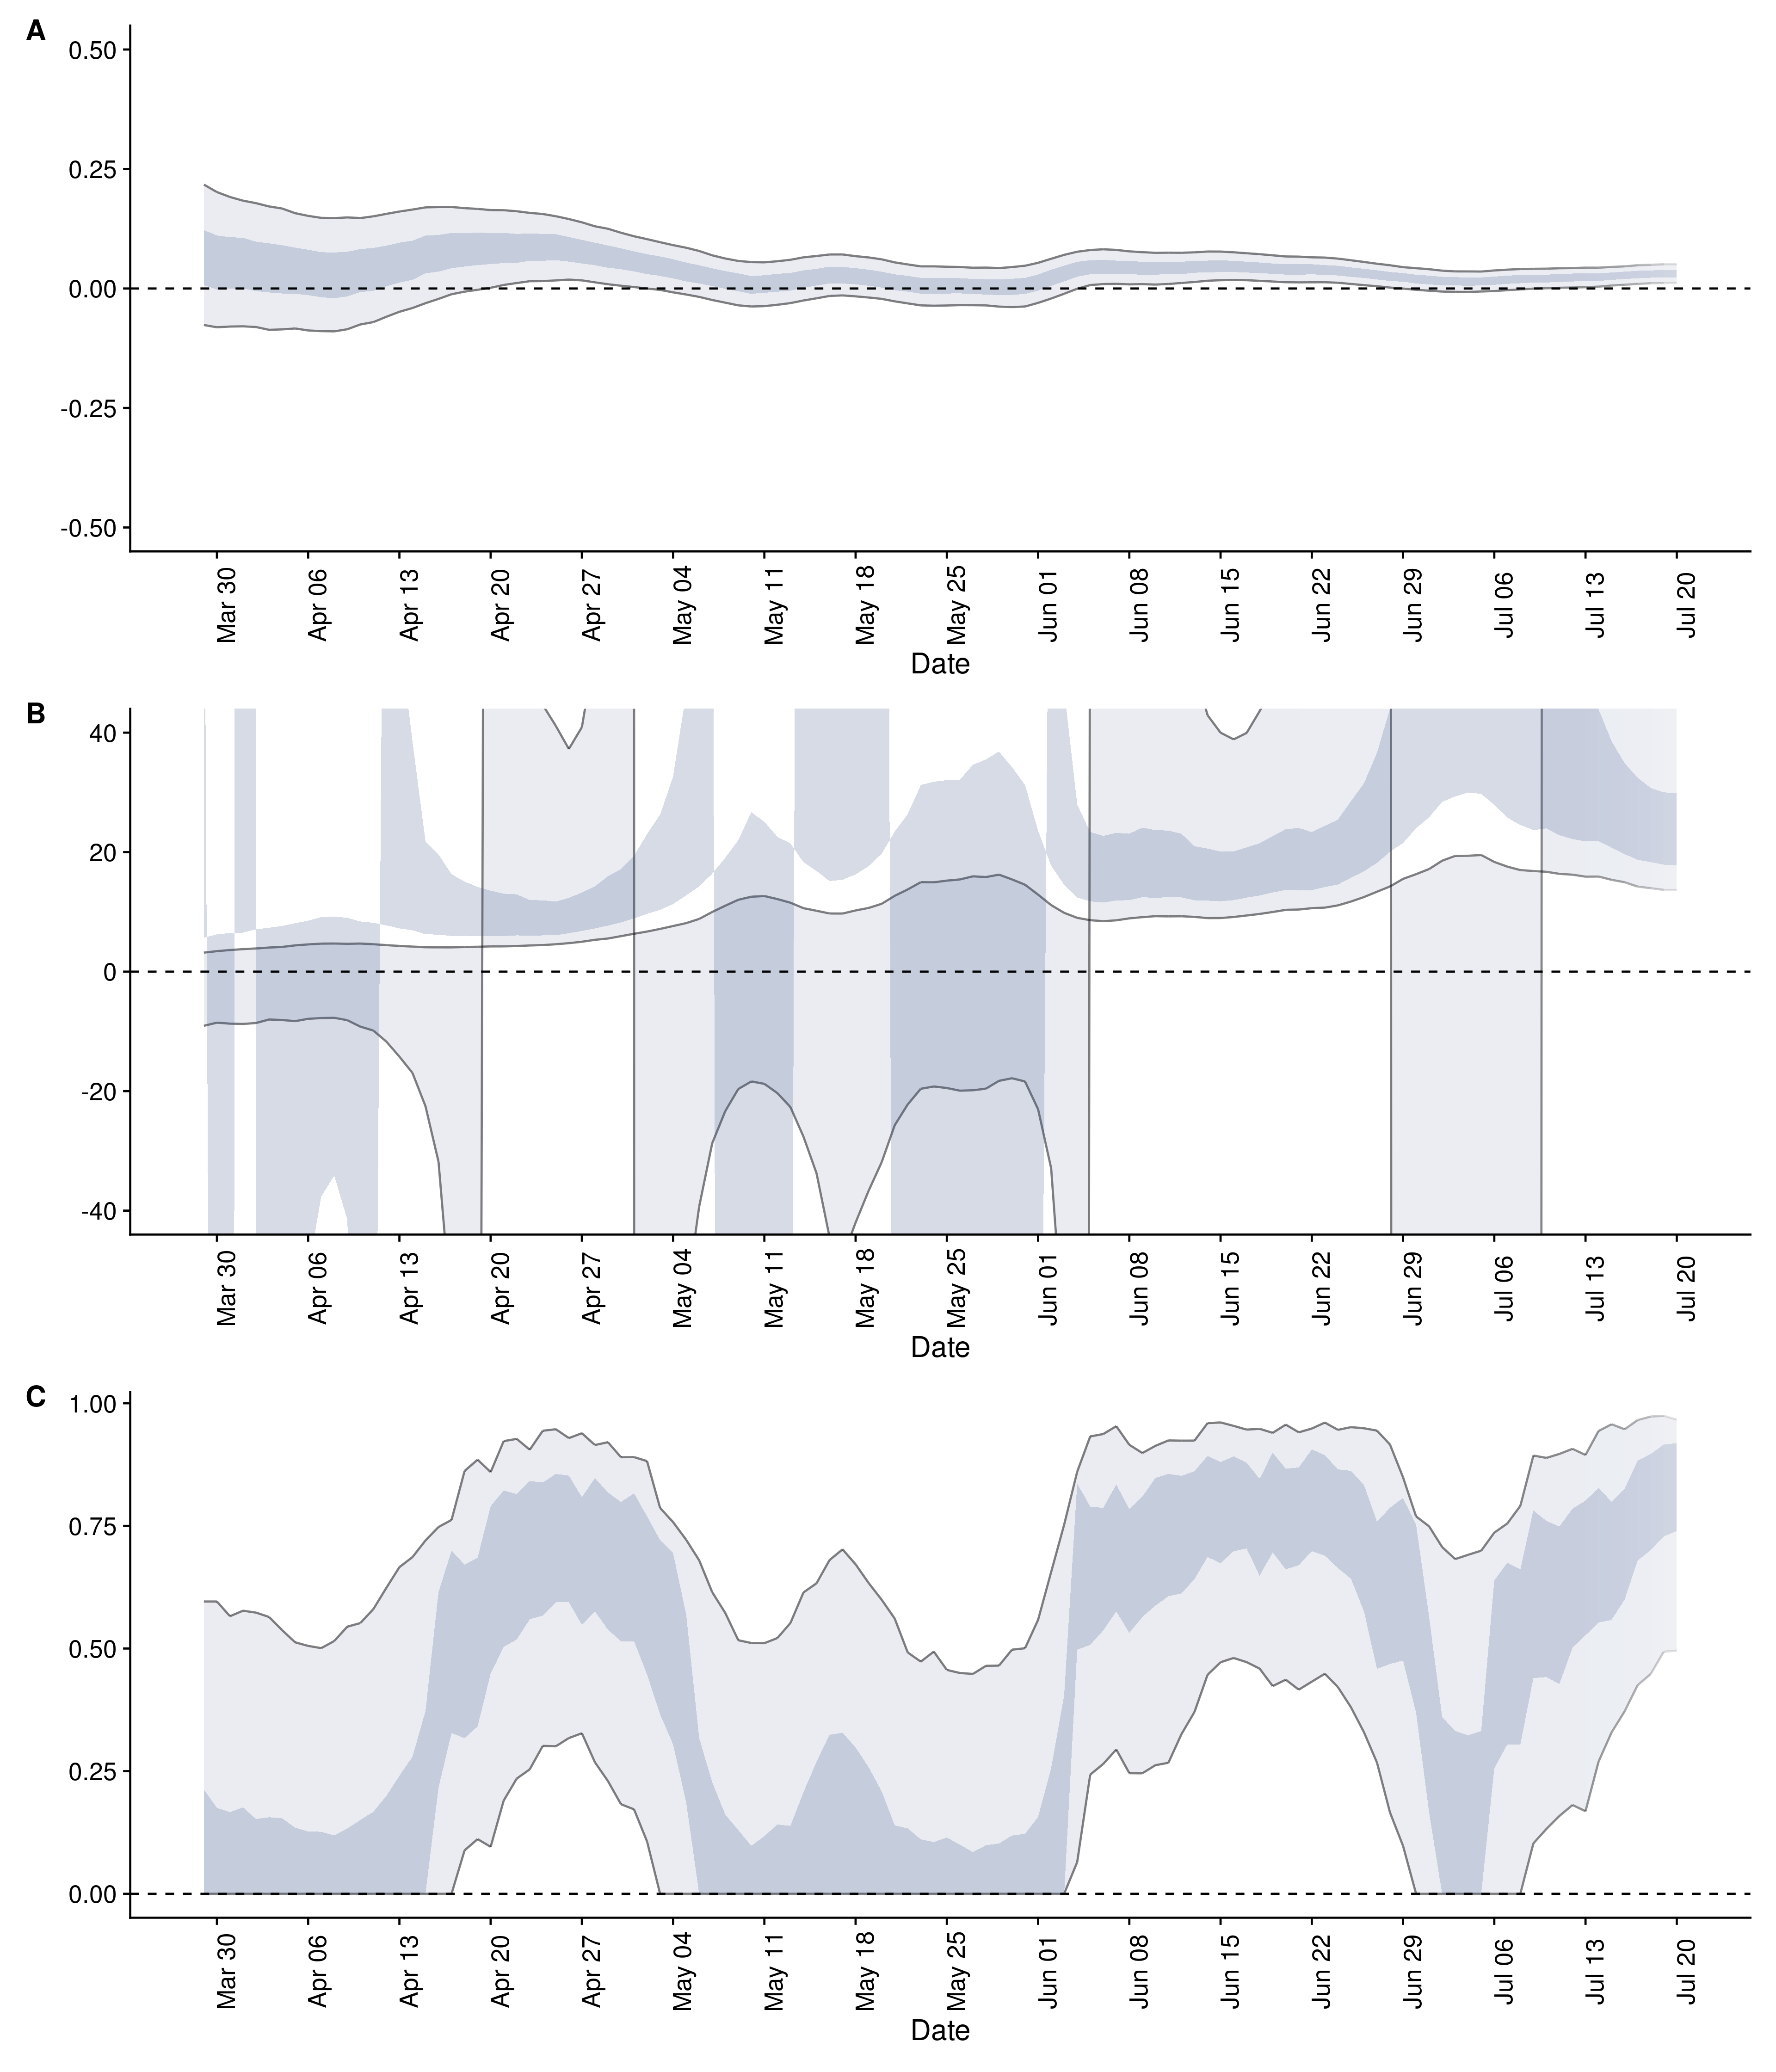 A
0.50
0.25
0.00
-0.25
-0.50
Mar 30
Apr 06
Apr 13
Apr 20
Apr 27
May 04
May 11
May 18
May 25
Jun 01
Jun 08
Jun 15
Jun 22
Jun 29
Jul 06
Jul 13
Jul 20
Date
B
40
20
0
-20
-40
Mar 30
Apr 06
Apr 13
Apr 20
Apr 27
May 04
May 11
May 18
May 25
Jun 01
Jun 08
Jun 15
Jun 22
Jun 29
Jul 06
Jul 13
Jul 20
Date
C
1.00
0.75
0.50
0.25
0.00
Mar 30
Apr 06
Apr 13
Apr 20
Apr 27
May 04
May 11
May 18
May 25
Jun 01
Jun 08
Jun 15
Jun 22
Jun 29
Jul 06
Jul 13
Jul 20
Date